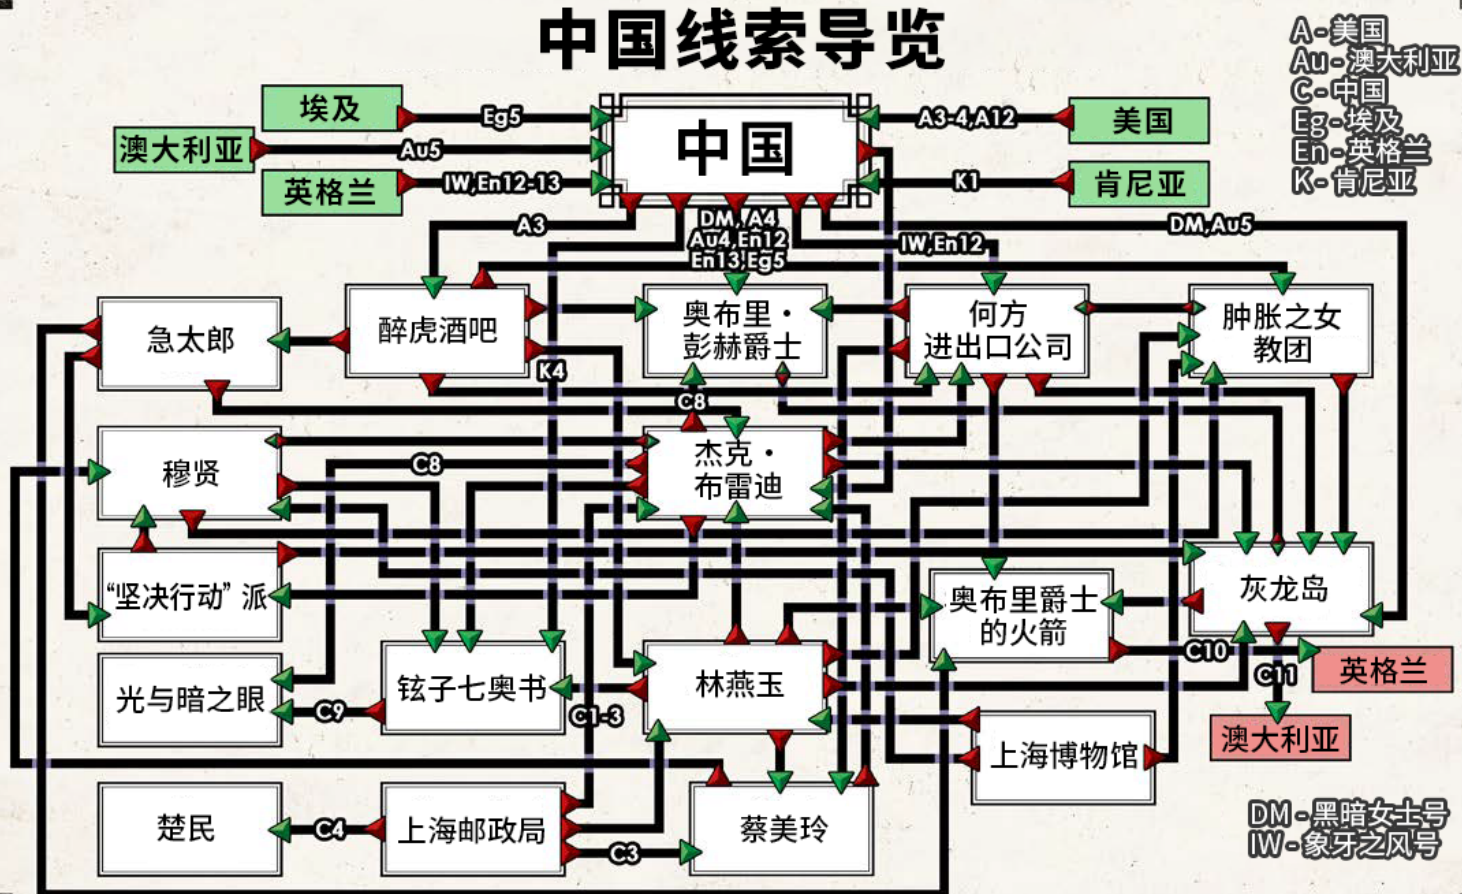 中国线索导览
A-美国
Au-澳大利亚
C-中国
Eg-埃及
En-英格兰
K-肯尼亚
埃及
Eg5
中国
A3-4,A12
美国
澳大利亚
Au5
英格兰
IW,En12-13
K1
肯尼亚
A3
DM, A4
Au4,En12
En13,Eg5
IW,En12
DM,Au5
急太郎
醉虎酒吧
奥布里·
彭赫爵士
何方
进出口公司
肿胀之女
教团
K4
C8
穆贤
C8
杰克·
布雷迪
“坚决行动”派
奥布里爵士
的火箭
灰龙岛
C10
英格兰
C11
光与暗之眼
C9
铉子七奥书
C1-3
林燕玉
上海博物馆
澳大利亚
楚民
C4
上海邮政局
C3
蔡美玲
DM-黑暗女士号
IW-象牙之风号